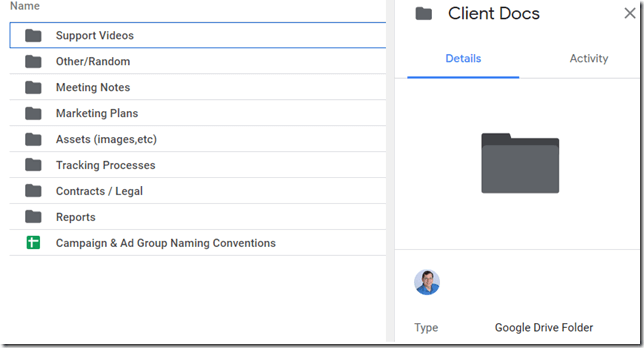 Name
Support Videos
Other/Random
Meeting Notes
Marketing Plans
Assets (images,etc)
Tracking Processes
Contracts / Legal
Reports
Campaign & Ad Group Naming Conventions
Client Docs
Details Activity
Type Google Drive Folder